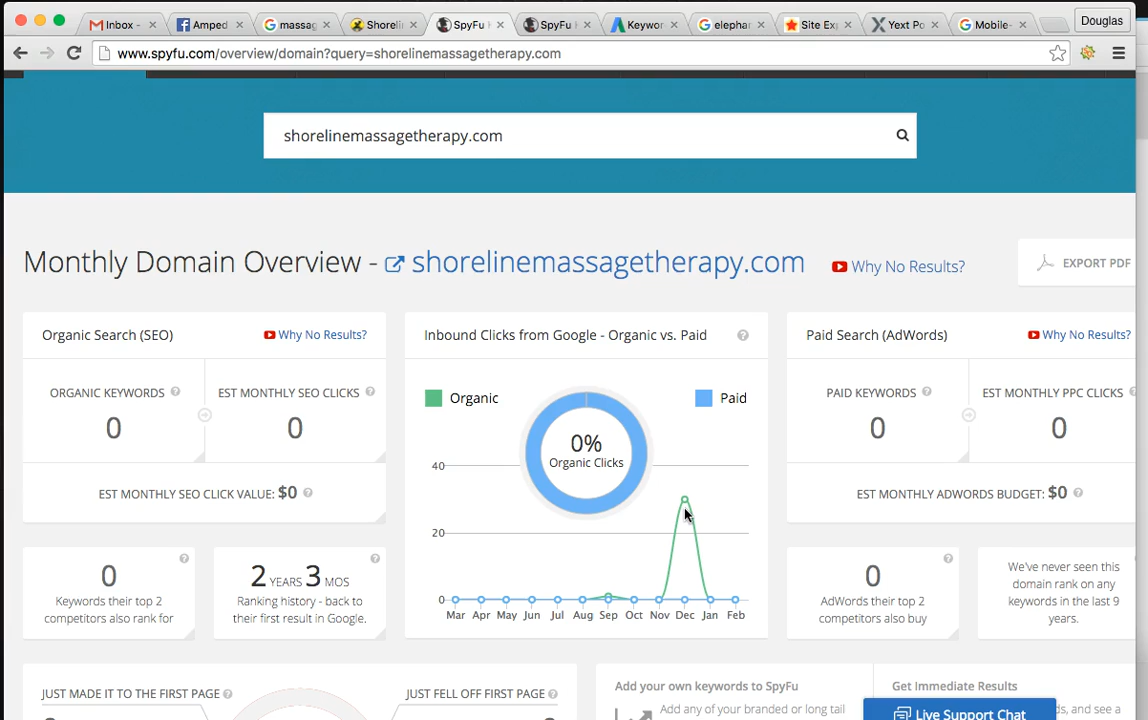 Inbox -
Amped
massag
Shoreli
SpyFu
SpyFu
Keywor
elephar
Site Exp
Yext Po
Mobile-
Douglas
www.spyfu.com/overview/domain?query=shorelinemassagetherapy.com
shorelinemassagetherapy.com
Monthly Domain Overview - shorelinemassagetherapy.com
Why No Results?
EXPORT PDF
Organic Search (SEO)
Why No Results?
ORGANIC KEYWORDS ?
EST MONTHLY SEO CLICKS ?
0
0
EST MONTHLY SEO CLICK VALUE: $0 ?
?
0
Keywords their top 2
competitors also rank for
?
2 YEARS 3 MOS
Ranking history - back to
their first result in Google.
Inbound Clicks from Google - Organic vs. Paid ?
Organic
Paid
0%
Organic Clicks
40
20
0
Mar Apr May Jun Jul Aug Sep Oct Nov Dec Jan Feb
Paid Search (AdWords)
Why No Results?
PAID KEYWORDS ?
EST MONTHLY PPC CLICKS
0
0
EST MONTHLY ADWORDS BUDGET: $0 ?
?
0
AdWords their top 2
competitors also buy
We've never seen this
domain rank on any
keywords in the last 9
years.
JUST MADE IT TO THE FIRST PAGE ?
JUST FELL OFF FIRST PAGE ?
Add your own keywords to SpyFu
Add any of your branded or long tail
Get Immediate Results
ds, and see a
Live Support Chat